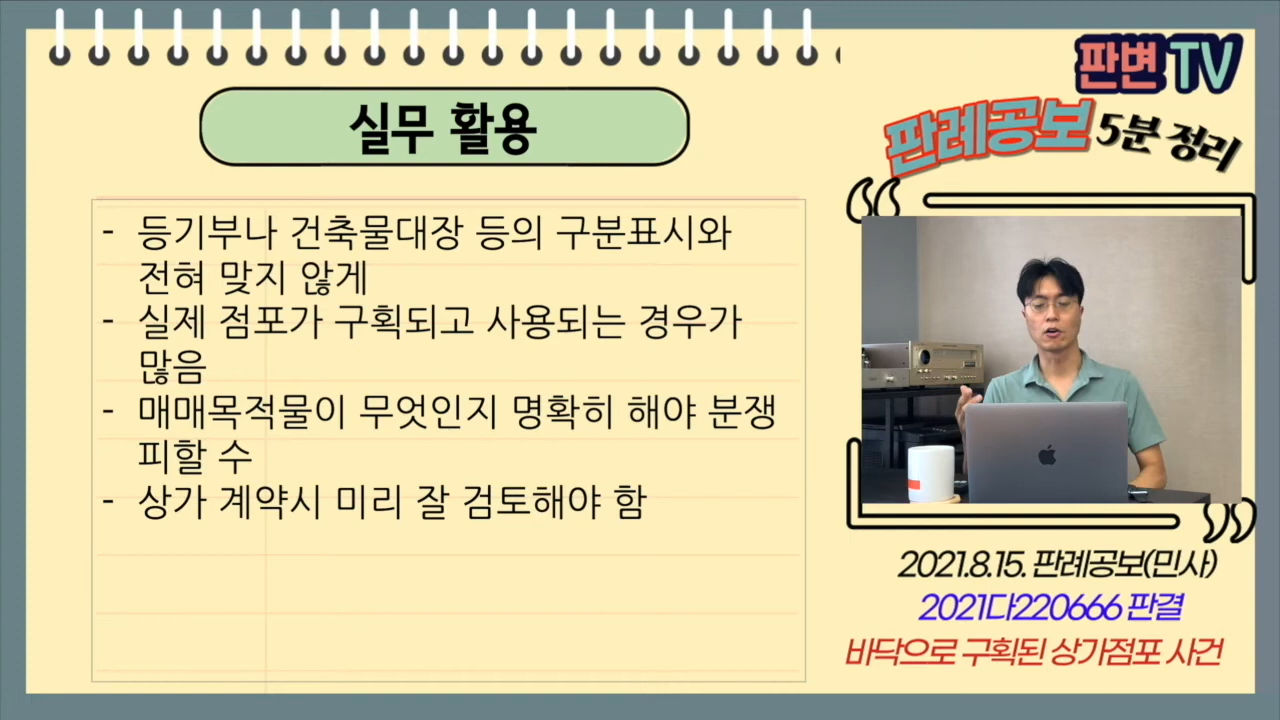 실무 활용
- 등기부나 건축물대장 등의 구분표시와
전혀 맞지 않게
- 실제 점포가 구획되고 사용되는 경우가
많음
- 매매목적물이 무엇인지 명확히 해야 분쟁
피할 수
- 상가 계약시 미리 잘 검토해야 함
판변 TV
판례공보 5분 정리
2021.8.15. 판례공보(민사)
2021다220666 판결
바닥으로 구획된 상가점포 사건